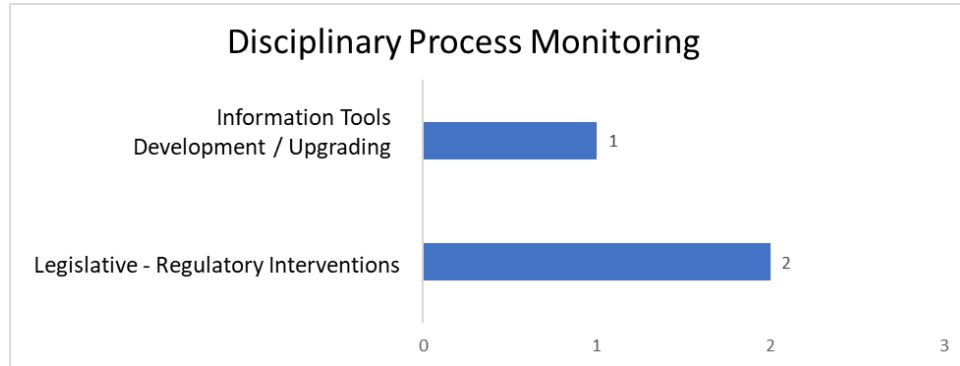 Disciplinary Process Monitoring
Information Tools
Development / Upgrading
1
Legislative - Regulatory Interventions
2
0
1
2
3